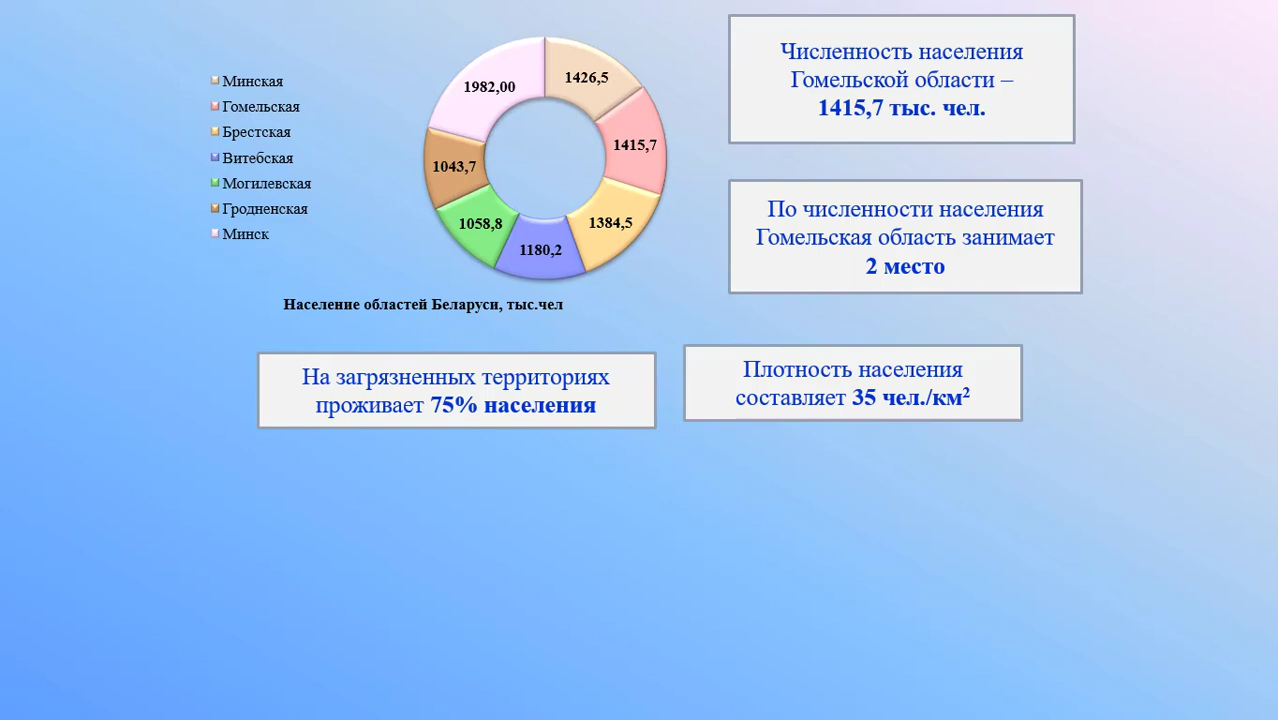 Минская
Гомельская
Брестская
Витебская
Могилевская
Гродненская
Минск
1982,00
1426,5
1415,7
1384,5
1180,2
1058,8
1043,7
Население областей Беларуси, тыс.чел
Численность населения
Гомельской области –
1415,7 тыс. чел.
По численности населения
Гомельская область занимает
2 место
На загрязненных территориях
проживает 75% населения
Плотность населения
составляет 35 чел./км²